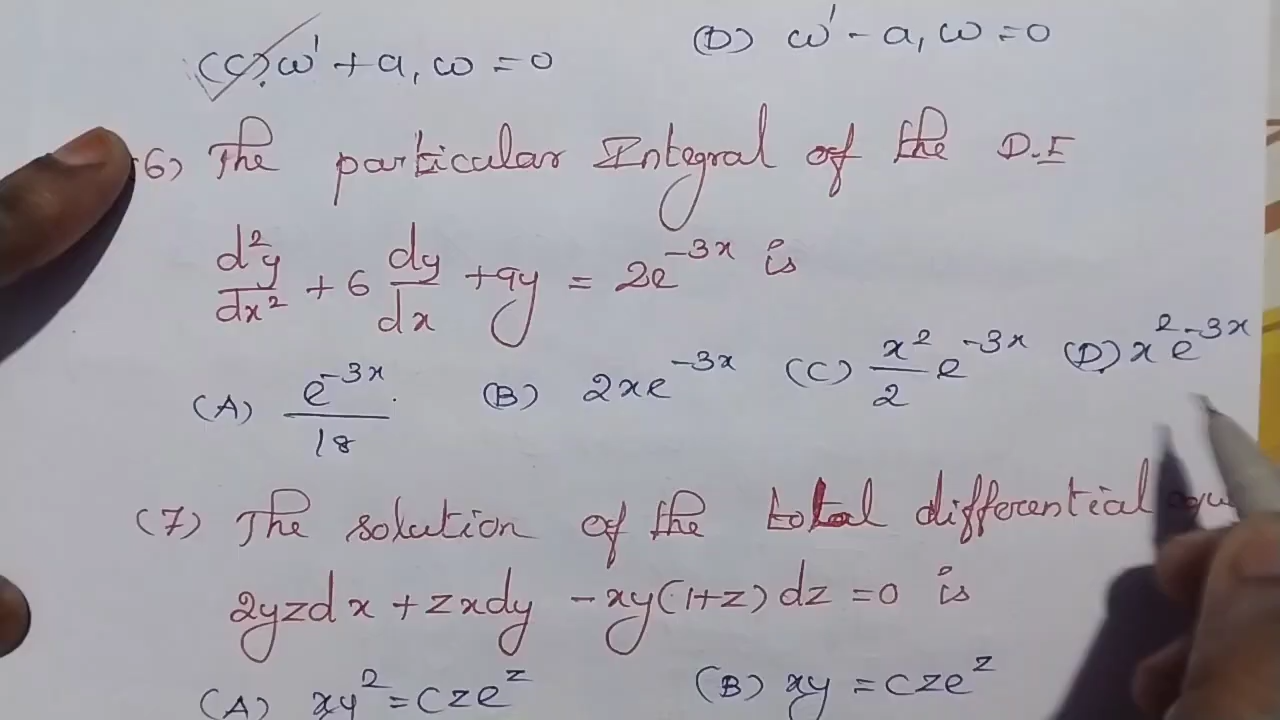 (C) ω' + a₁ω = 0 (D) ω' - a₁ω = 0
6) The particular Integral of the D.E
d²y/dx² + 6 dy/dx + 9y = 2e^-3x is
(A) e^-3x/18 (B) 2xe^-3x (C) x²/2 e^-3x (D) x²e^-3x
(7) The solution of the total differential
2yzdx + zxdy - xy(1+z)dz = 0 is
(A) xy² = cze^z (B) xy = cze^z